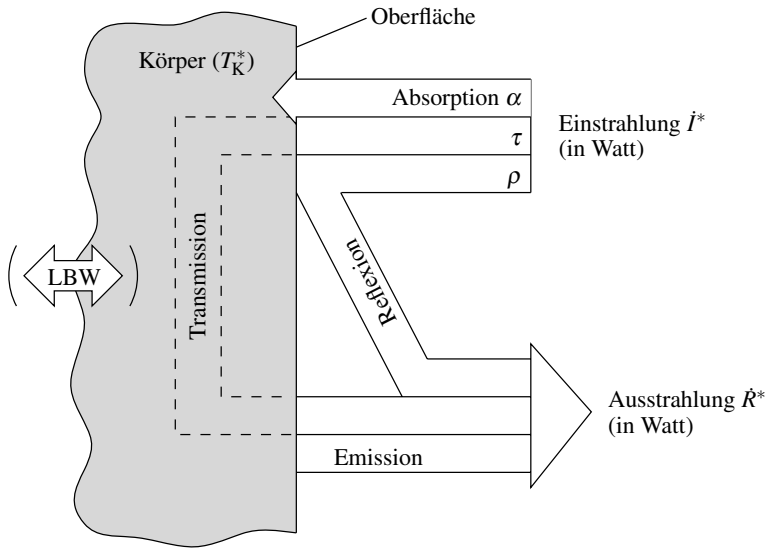 Oberfläche
Körper (T*K)
Absorption α
Einstrahlung İ*
(in Watt)
τ
ρ
Transmission
Reflexion
LBW
Ausstrahlung Ṙ*
(in Watt)
Emission